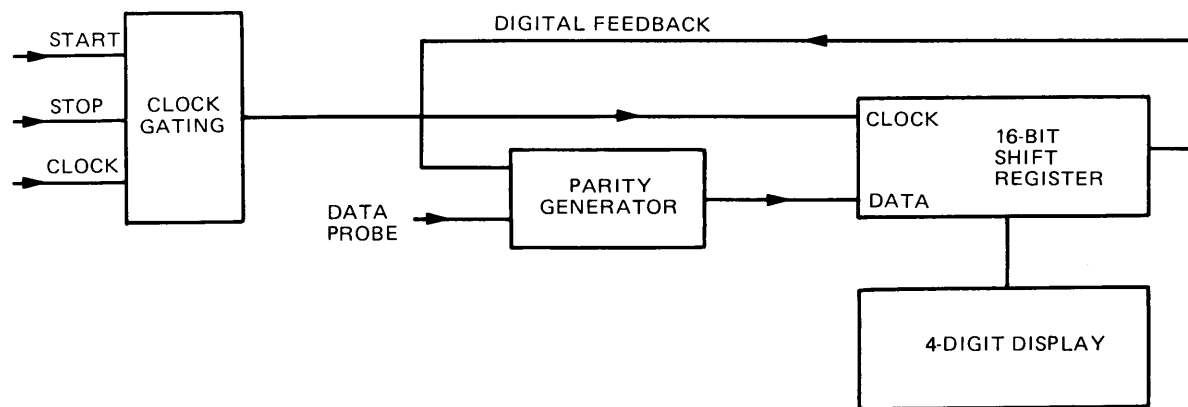 DIGITAL FEEDBACK
START
STOP
CLOCK
CLOCK
GATING
CLOCK
16-BIT
SHIFT
REGISTER
DATA
PARITY
GENERATOR
DATA
PROBE
4-DIGIT DISPLAY